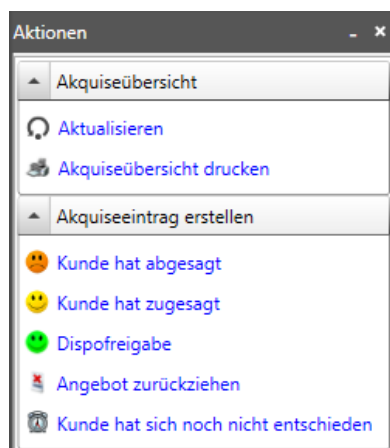 Aktionen
Akquiseübersicht
Aktualisieren
Akquiseübersicht drucken
Akquiseeintrag erstellen
Kunde hat abgesagt
Kunde hat zugesagt
Dispofreigabe
Angebot zurückziehen
Kunde hat sich noch nicht entschieden